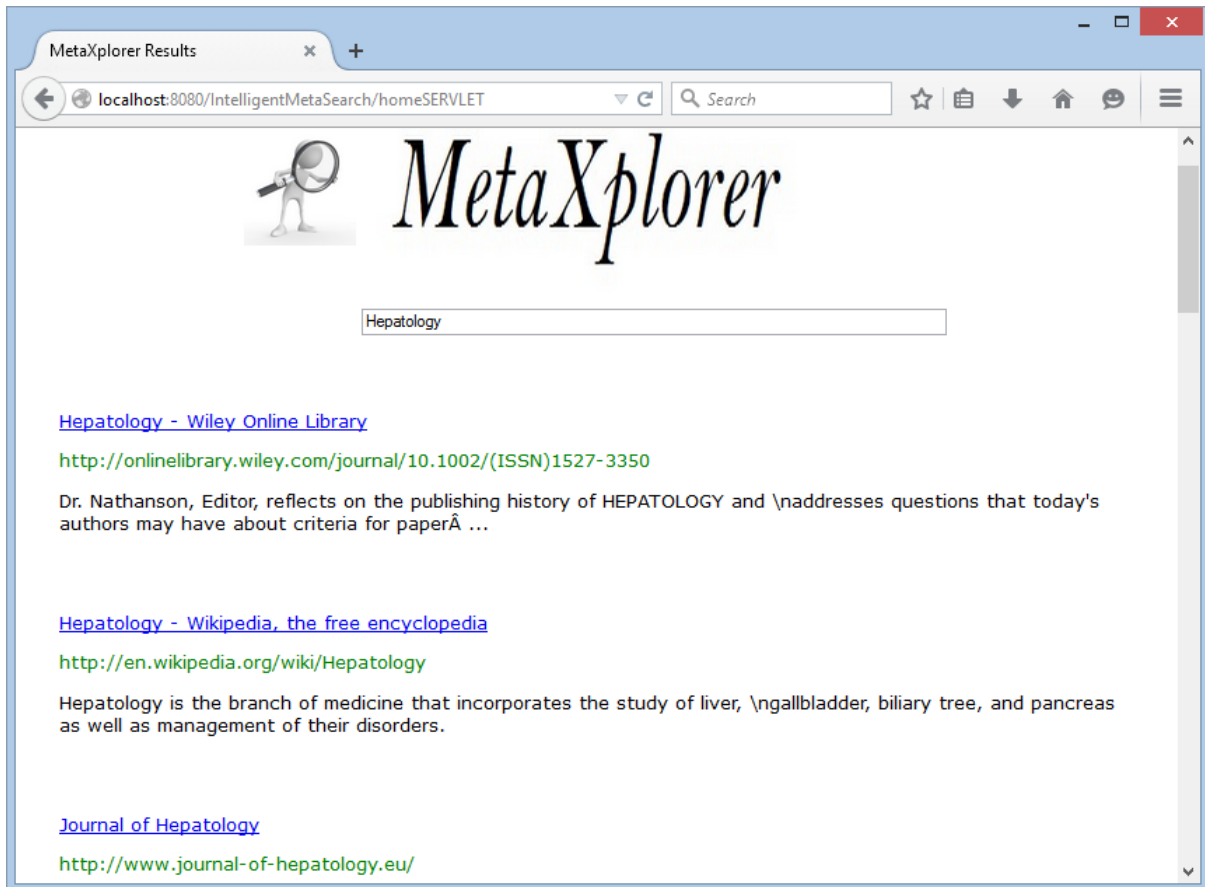 MetaXplorer Results
localhost:8080/IntelligentMetaSearch/homeSERVLET
Search
MetaXplorer
Hepatology
Hepatology - Wiley Online Library
http://onlinelibrary.wiley.com/journal/10.1002/(ISSN)1527-3350
Dr. Nathanson, Editor, reflects on the publishing history of HEPATOLOGY and \naddresses questions that today's
authors may have about criteria for paperÂ ...
Hepatology - Wikipedia, the free encyclopedia
http://en.wikipedia.org/wiki/Hepatology
Hepatology is the branch of medicine that incorporates the study of liver, \ngallbladder, biliary tree, and pancreas
as well as management of their disorders.
Journal of Hepatology
http://www.journal-of-hepatology.eu/